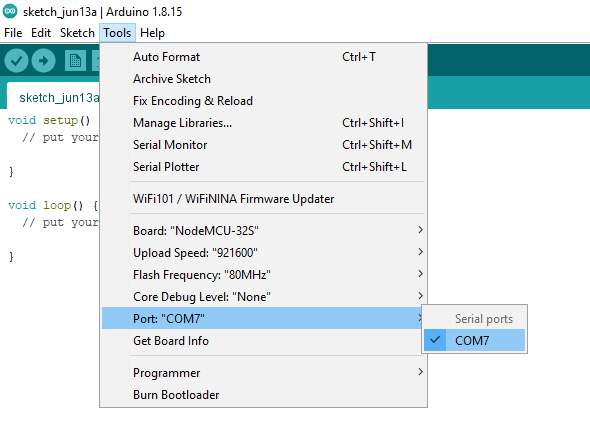 sketch_jun13a | Arduino 1.8.15
File Edit Sketch Tools Help
sketch_jun13a
void setup()
// put your
}
void loop() {
// put your
}
Auto Format Ctrl+T
Archive Sketch
Fix Encoding & Reload
Manage Libraries... Ctrl+Shift+I
Serial Monitor Ctrl+Shift+M
Serial Plotter Ctrl+Shift+L
WiFi101 / WiFiNINA Firmware Updater
Board: "NodeMCU-32S"
Upload Speed: "921600"
Flash Frequency: "80MHz"
Core Debug Level: "None"
Port: "COM7"
Get Board Info
Programmer
Burn Bootloader
Serial ports
COM7